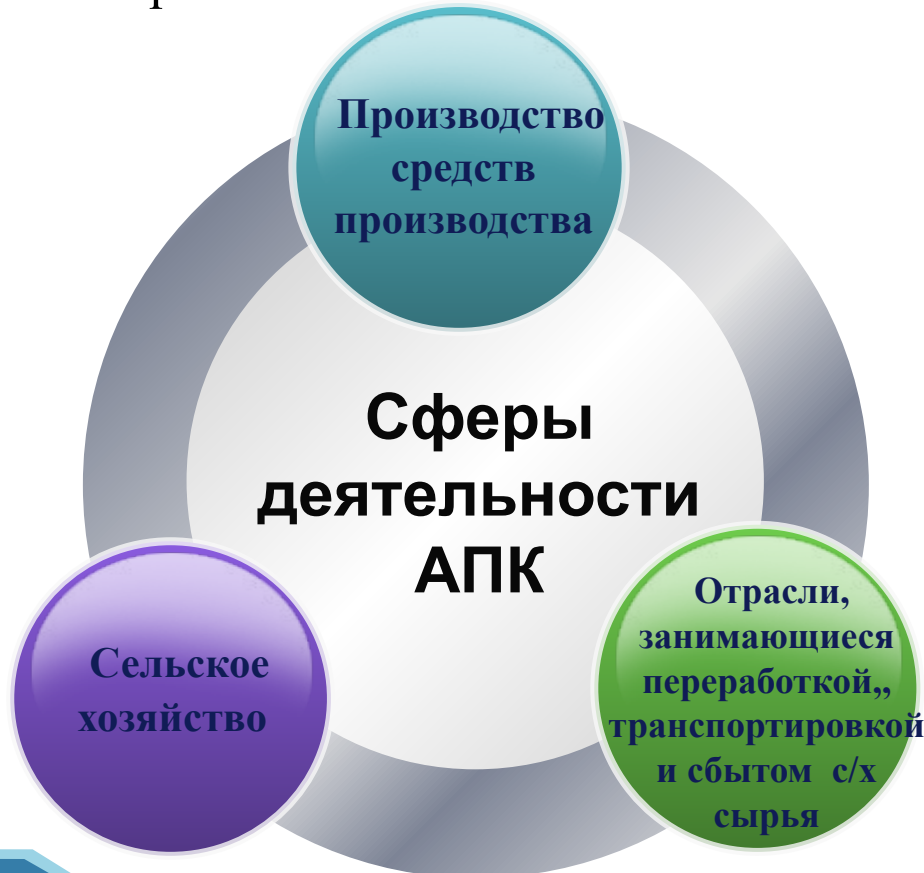 Производство
средств
производства
Сферы
деятельности
АПК
Сельское
хозяйство
Отрасли,
занимающиеся
переработкой,,
транспортировкой
и сбытом с/х
сырья